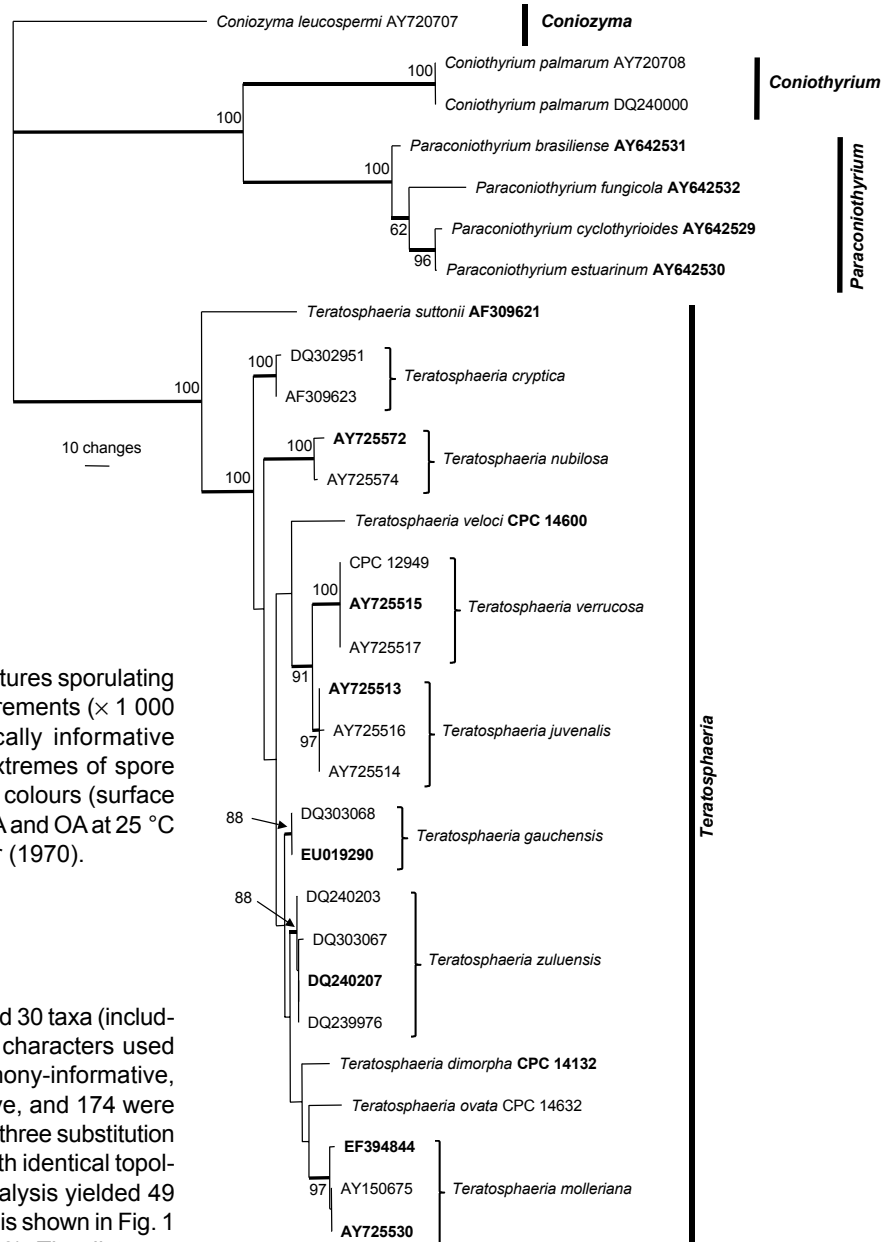 Coniozyma leucospermi AY720707
Coniozyma
100
Coniothyrium palmarum AY720708
Coniothyrium
Coniothyrium palmarum DQ240000
100
Paraconiothyrium brasiliense AY642531
100
Paraconiothyrium fungicola AY642532
62
Paraconiothyrium cyclothyrioides AY642529
96
Paraconiothyrium estuarinum AY642530
Paraconiothyrium
Teratosphaeria suttonii AF309621
100
100
DQ302951
Teratosphaeria cryptica
AF309623
10 changes
100
100
AY725572
Teratosphaeria nubilosa
AY725574
Teratosphaeria veloci CPC 14600
CPC 12949
100
AY725515
Teratosphaeria verrucosa
AY725517
91
AY725513
97
AY725516
Teratosphaeria juvenalis
AY725514
Teratosphaeria
88
DQ303068
Teratosphaeria gauchensis
EU019290
88
DQ240203
DQ303067
Teratosphaeria zuluensis
DQ240207
DQ239976
Teratosphaeria dimorpha CPC 14132
Teratosphaeria ovata CPC 14632
EF394844
97
AY150675
Teratosphaeria molleriana
AY725530
tures sporulating
rements (× 1 000
cally informative
xtremes of spore
colours (surface
A and OA at 25 °C
r (1970).
d 30 taxa (includ-
characters used
nony-informative,
ve, and 174 were
three substitution
th identical topol-
alysis yielded 49
is shown in Fig. 1